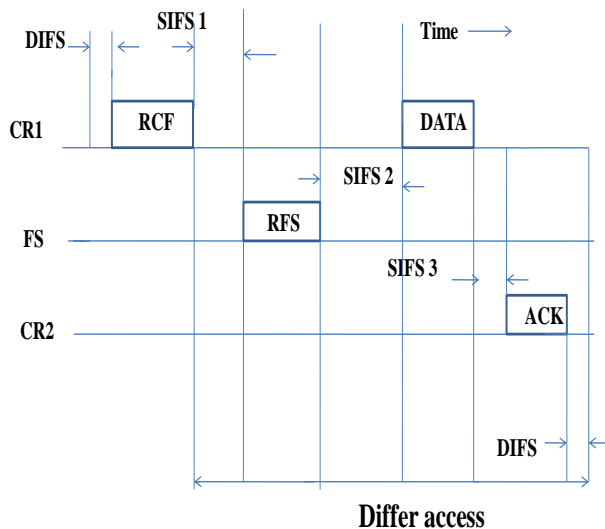 SIFS 1
Time
DIFS
RCF
DATA
CR1
SIFS 2
RFS
FS
SIFS 3
ACK
CR2
DIFS
Differ access